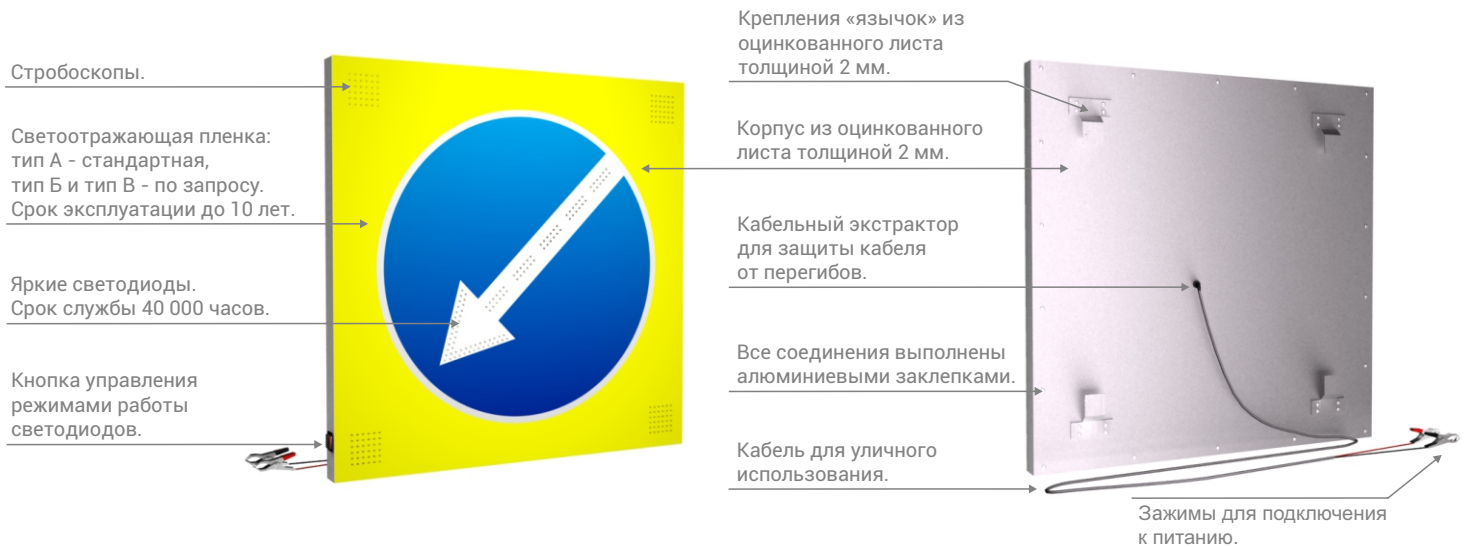 Стробоскопы.
Светоотражающая пленка:
тип А - стандартная,
тип Б и тип В - по запросу.
Срок эксплуатации до 10 лет.
Яркие светодиоды.
Срок службы 40 000 часов.
Кнопка управления
режимами работы
светодиодов.
Крепления «язычок» из
оцинкованного листа
толщиной 2 мм.
Корпус из оцинкованного
листа толщиной 2 мм.
Кабельный экстрактор
для защиты кабеля
от перегибов.
Все соединения выполнены
алюминиевыми заклепками.
Кабель для уличного
использования.
Зажимы для подключения
к питанию.